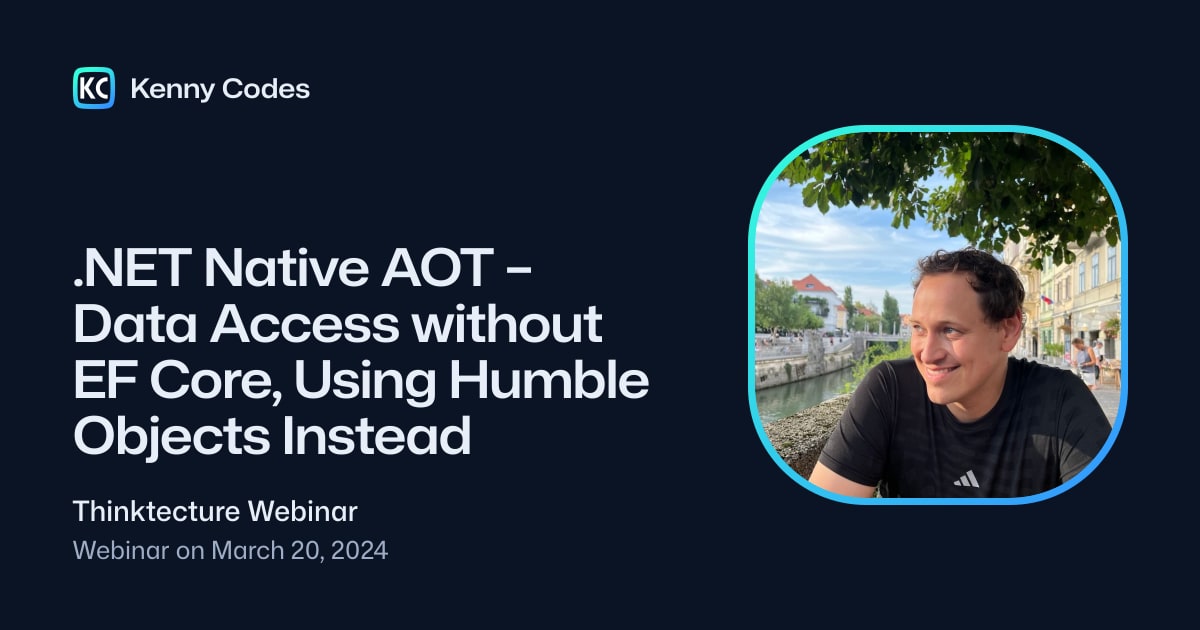 KC
Kenny Codes
.NET Native AOT –
Data Access without
EF Core, Using Humble
Objects Instead
Thinktecture Webinar
Webinar on March 20, 2024